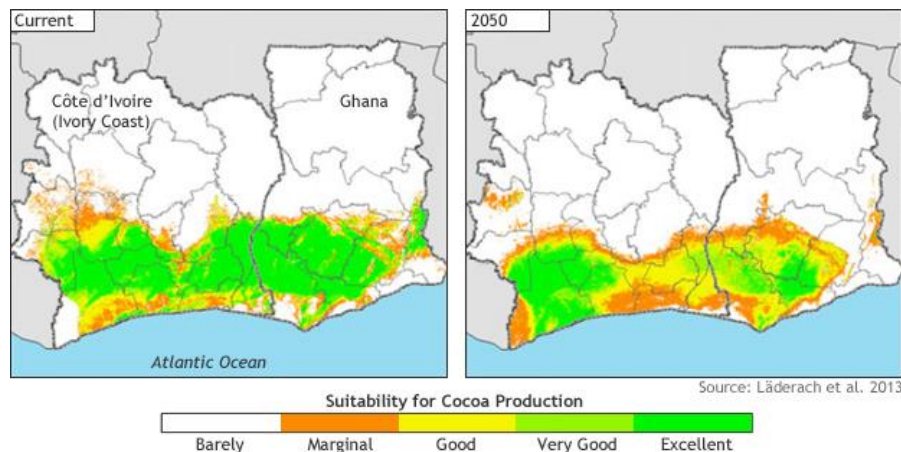 Current
2050
Côte d'Ivoire
(Ivory Coast)
Ghana
Atlantic Ocean
Source: Läderach et al. 2013
Suitability for Cocoa Production
Barely Marginal Good Very Good Excellent